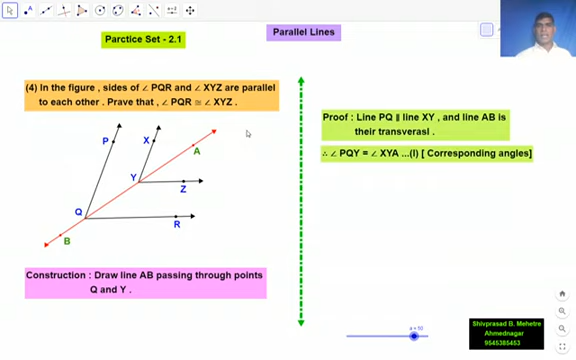 Parctice Set - 2.1
Parallel Lines
(4) In the figure , sides of ∠ PQR and ∠ XYZ are parallel
to each other . Prave that , ∠ PQR ≅ ∠ XYZ .
P
X
A
Y
Z
Q
R
B
Construction : Draw line AB passing through points
Q and Y .
Proof : Line PQ ∥ line XY , and line AB is
their transverasl .
∴ ∠ PQY = ∠ XYA ...(I) [ Corresponding angles]
a = 10
Shivprasad B. Mehetre
Ahmednagar
9545385453